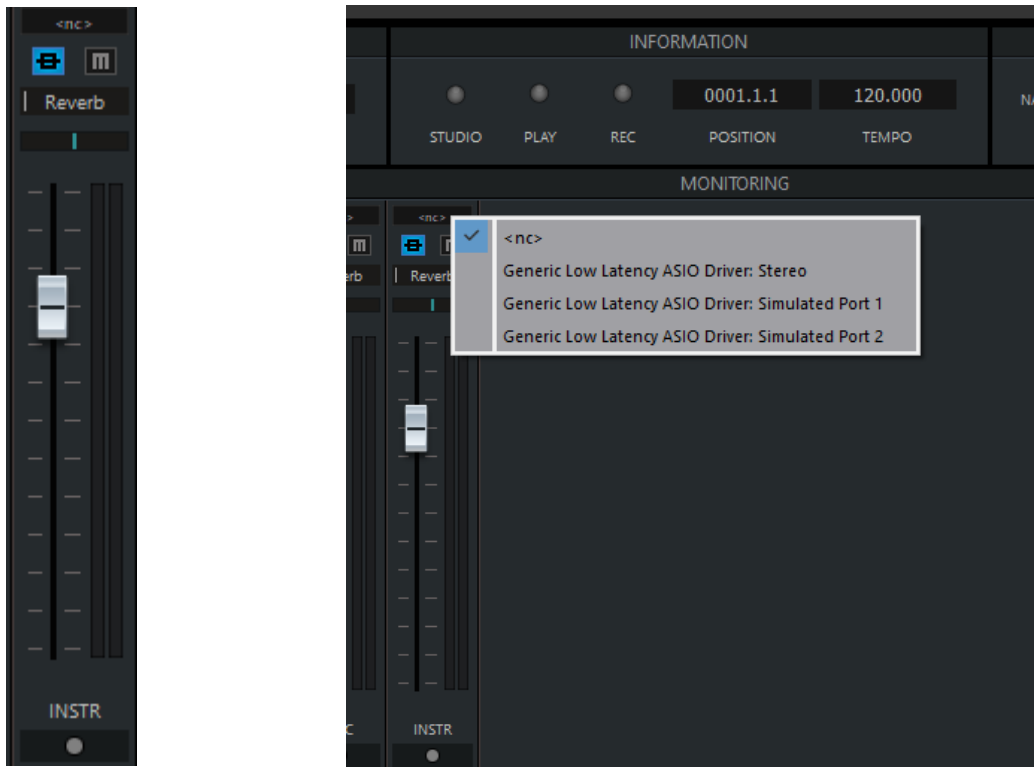 <nc>
m
Reverb
INSTR
INFORMATION
0001.1.1
120.000
STUDIO
PLAY
REC
POSITION
TEMPO
NA
MONITORING
>
<nc>
m
rb
Reverb
<nc>
Generic Low Latency ASIO Driver: Stereo
Generic Low Latency ASIO Driver: Simulated Port 1
Generic Low Latency ASIO Driver: Simulated Port 2
C
INSTR